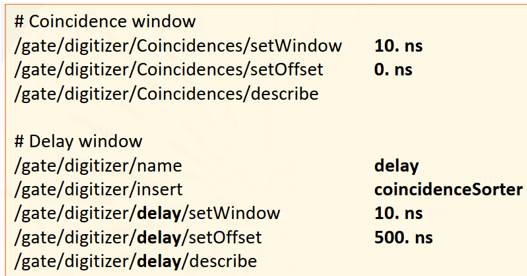 # Coincidence window
/gate/digitizer/Coincidences/setWindow 10. ns
/gate/digitizer/Coincidences/setOffset 0. ns
/gate/digitizer/Coincidences/describe

# Delay window
/gate/digitizer/name delay
/gate/digitizer/insert coincidenceSorter
/gate/digitizer/delay/setWindow 10. ns
/gate/digitizer/delay/setOffset 500. ns
/gate/digitizer/delay/describe